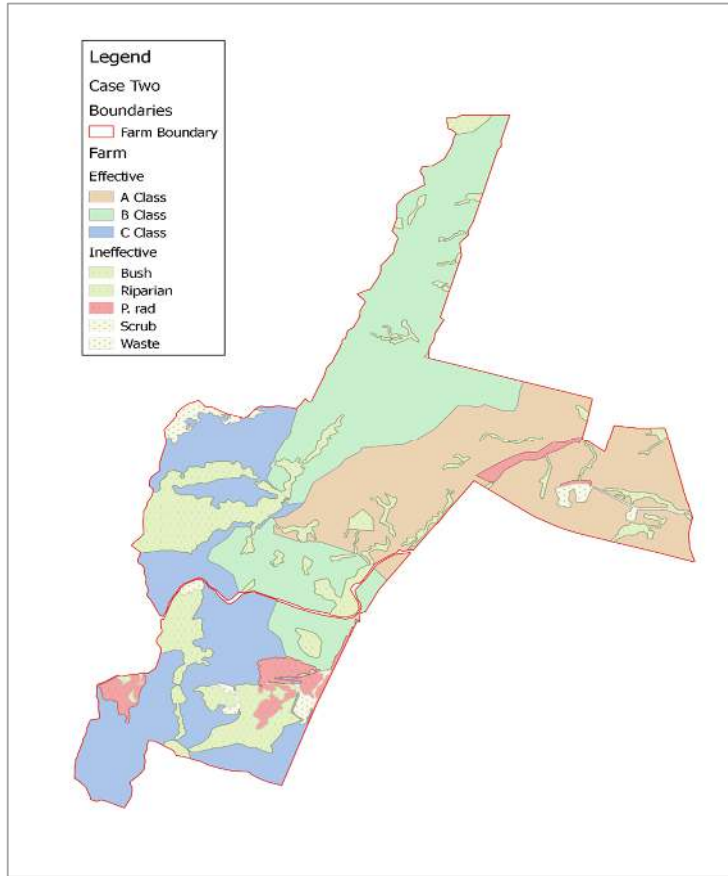 Legend
Case Two
Boundaries
Farm Boundary
Farm
Effective
A Class
B Class
C Class
Ineffective
Bush
Riparian
P. rad
Scrub
Waste